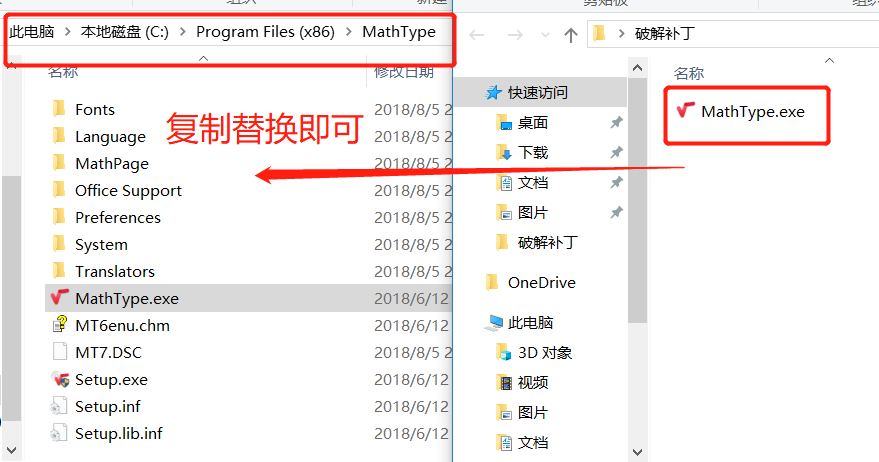 此电脑 > 本地磁盘 (C:) > Program Files (x86) > MathType
名称
修改日期
Fonts
2018/8/5 2
Language
2018/8/5 2
MathPage
2018/8/5 2
Office Support
2018/8/5 2
Preferences
2018/8/5 2
System
2018/8/5 2
Translators
2018/8/5 2
MathType.exe
2018/6/12
MT6enu.chm
2018/6/12
MT7.DSC
2018/8/5 2
Setup.exe
2018/6/12
Setup.inf
2018/6/12
Setup.lib.inf
2018/6/12
复制替换即可
> 破解补丁
快速访问
桌面
下载
文档
图片
破解补丁
OneDrive
此电脑
3D 对象
视频
图片
文档
名称
MathType.exe